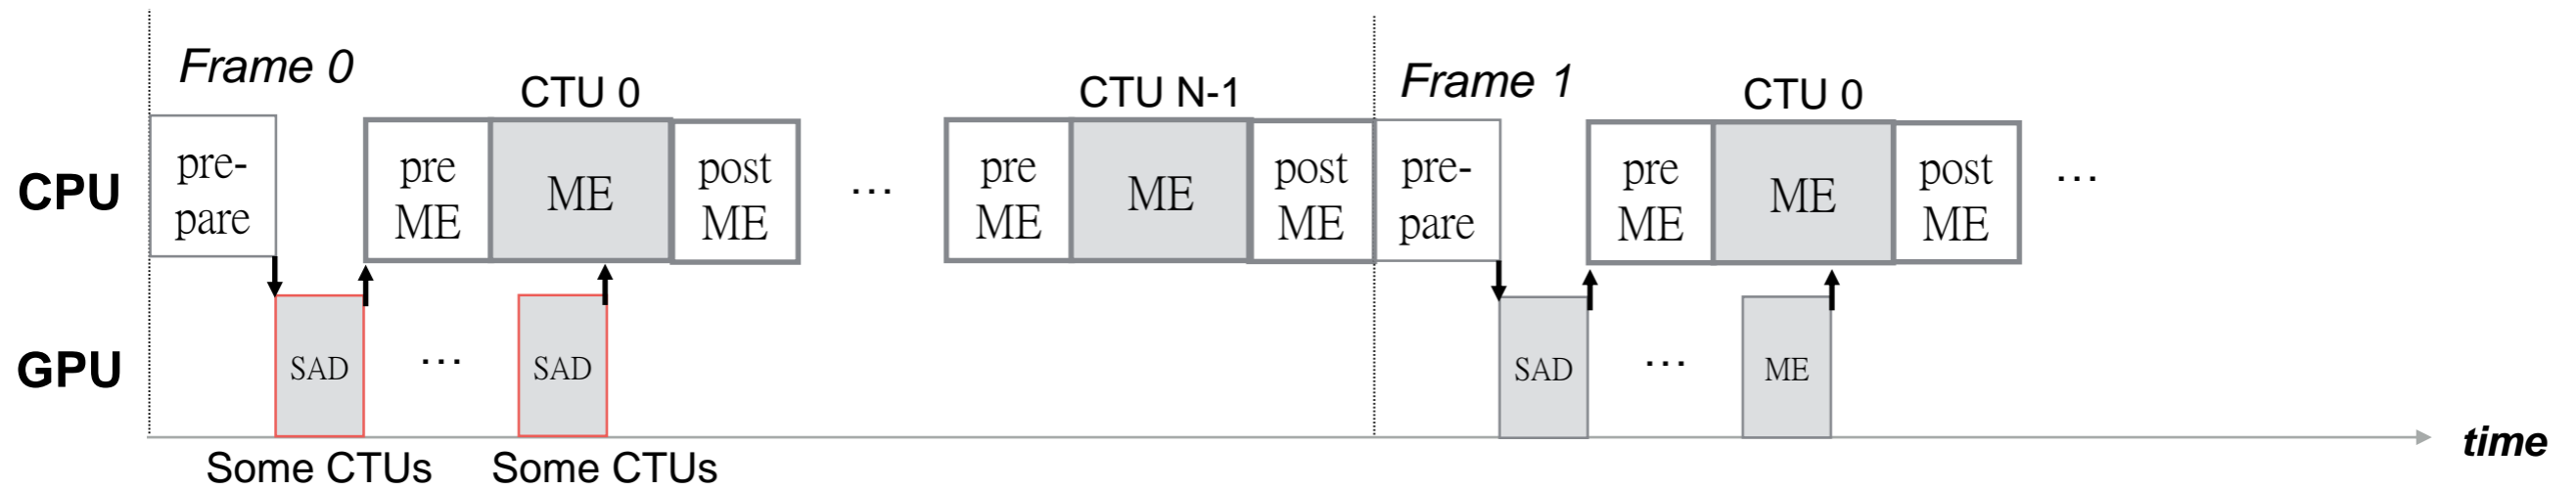 Frame 0
CTU 0
CTU N-1
Frame 1
CTU 0
CPU
pre-
pare
pre
ME
ME
post
ME
…
pre
ME
ME
post
ME
pre-
pare
pre
ME
ME
post
ME
…
GPU
SAD
…
SAD
SAD
…
ME
time
Some CTUs
Some CTUs